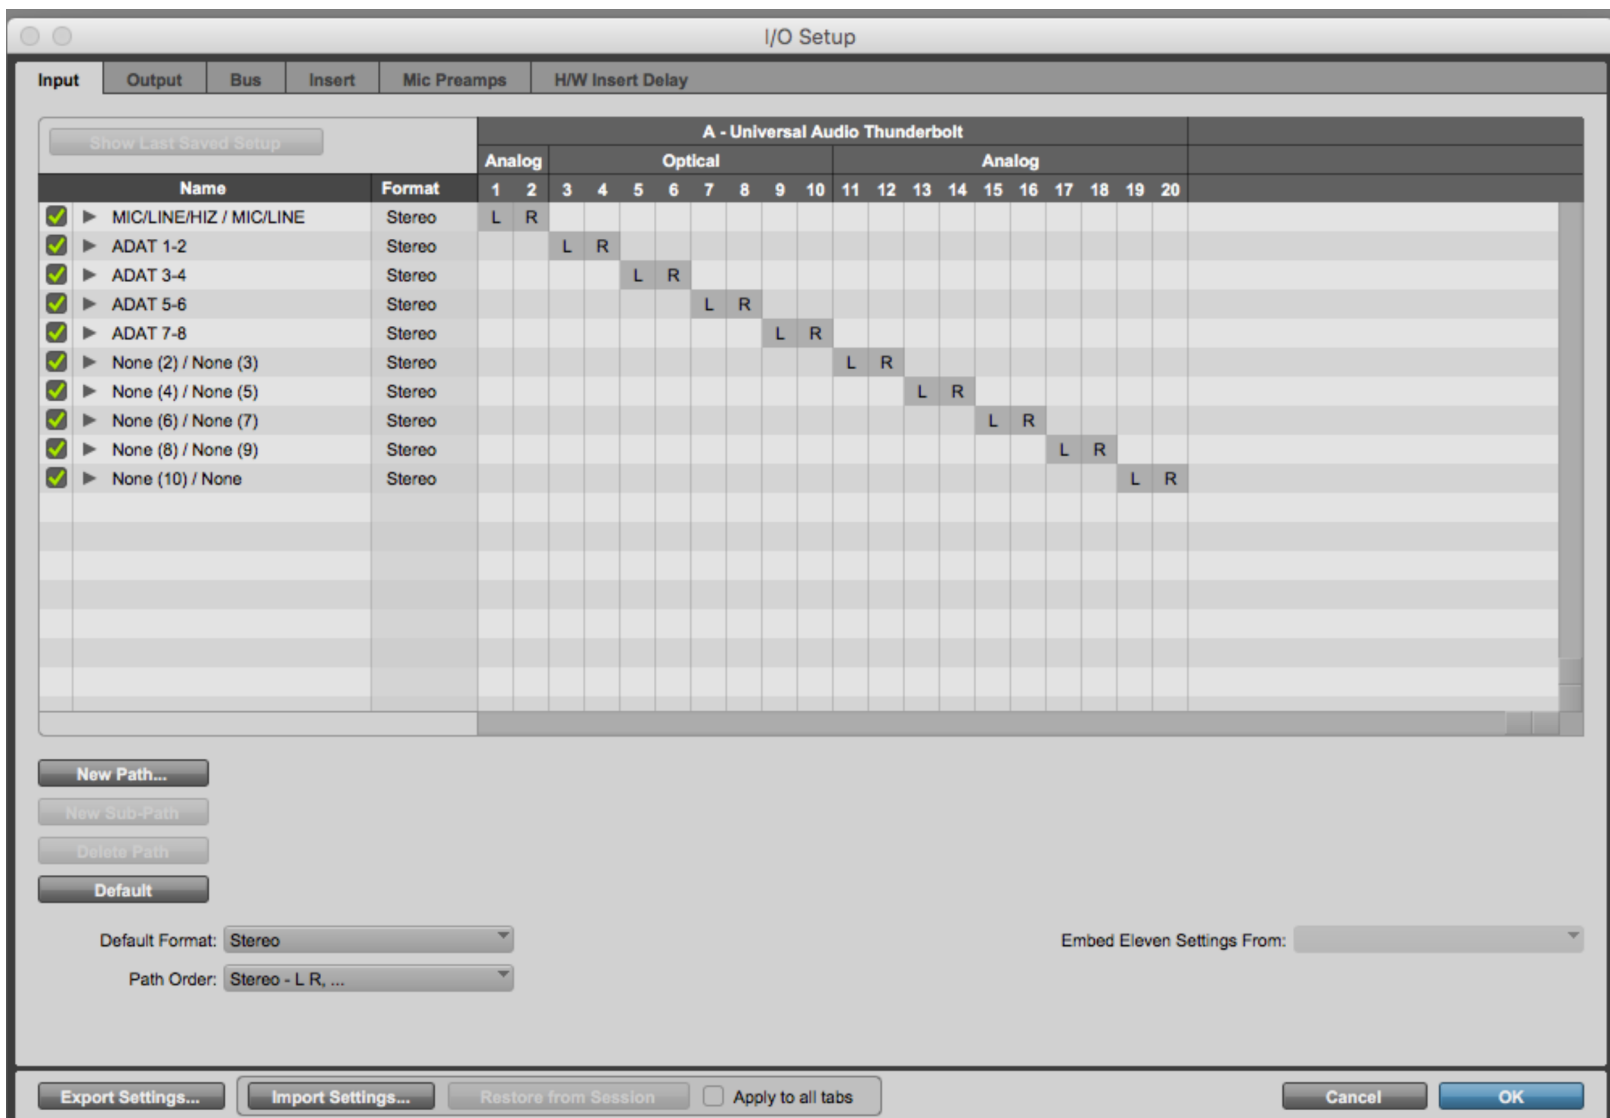 I/O Setup
Input Output Bus Insert Mic Preamps H/W Insert Delay
Show Last Saved Setup
A - Universal Audio Thunderbolt
Analog Optical Analog
Name Format 1 2 3 4 5 6 7 8 9 10 11 12 13 14 15 16 17 18 19 20
MIC/LINE/HIZ / MIC/LINE Stereo L R
ADAT 1-2 Stereo L R
ADAT 3-4 Stereo L R
ADAT 5-6 Stereo L R
ADAT 7-8 Stereo L R
None (2) / None (3) Stereo L R
None (4) / None (5) Stereo L R
None (6) / None (7) Stereo L R
None (8) / None (9) Stereo L R
None (10) / None Stereo L R
New Path...
New Sub-Path
Delete Path
Default
Default Format: Stereo Embed Eleven Settings From:
Path Order: Stereo - L R, ...
Export Settings... Import Settings... Restore from Session Apply to all tabs Cancel OK